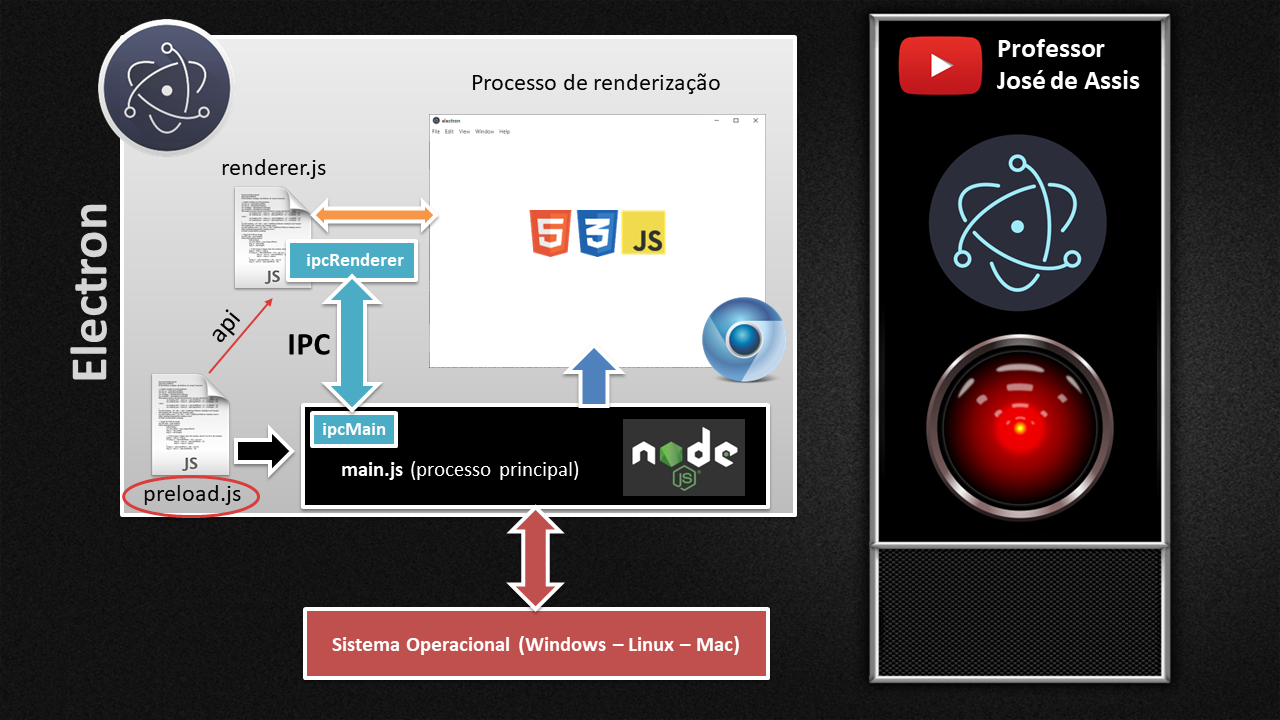 Professor
José de Assis
Processo de renderização
electron
File Edit View Window Help
renderer.js
JS
ipcRenderer
JS
api
IPC
Electron
JS
preload.js
ipcMain
main.js (processo principal)
node
JS
Sistema Operacional (Windows – Linux – Mac)